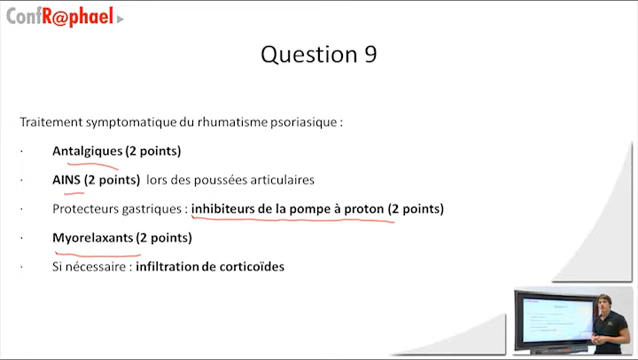 ConfR@phael
Question 9
Traitement symptomatique du rhumatisme psoriasique :
· Antalgiques (2 points)
· AINS (2 points) lors des poussées articulaires
· Protecteurs gastriques : inhibiteurs de la pompe à proton (2 points)
· Myorelaxants (2 points)
· Si nécessaire : infiltration de corticoïdes